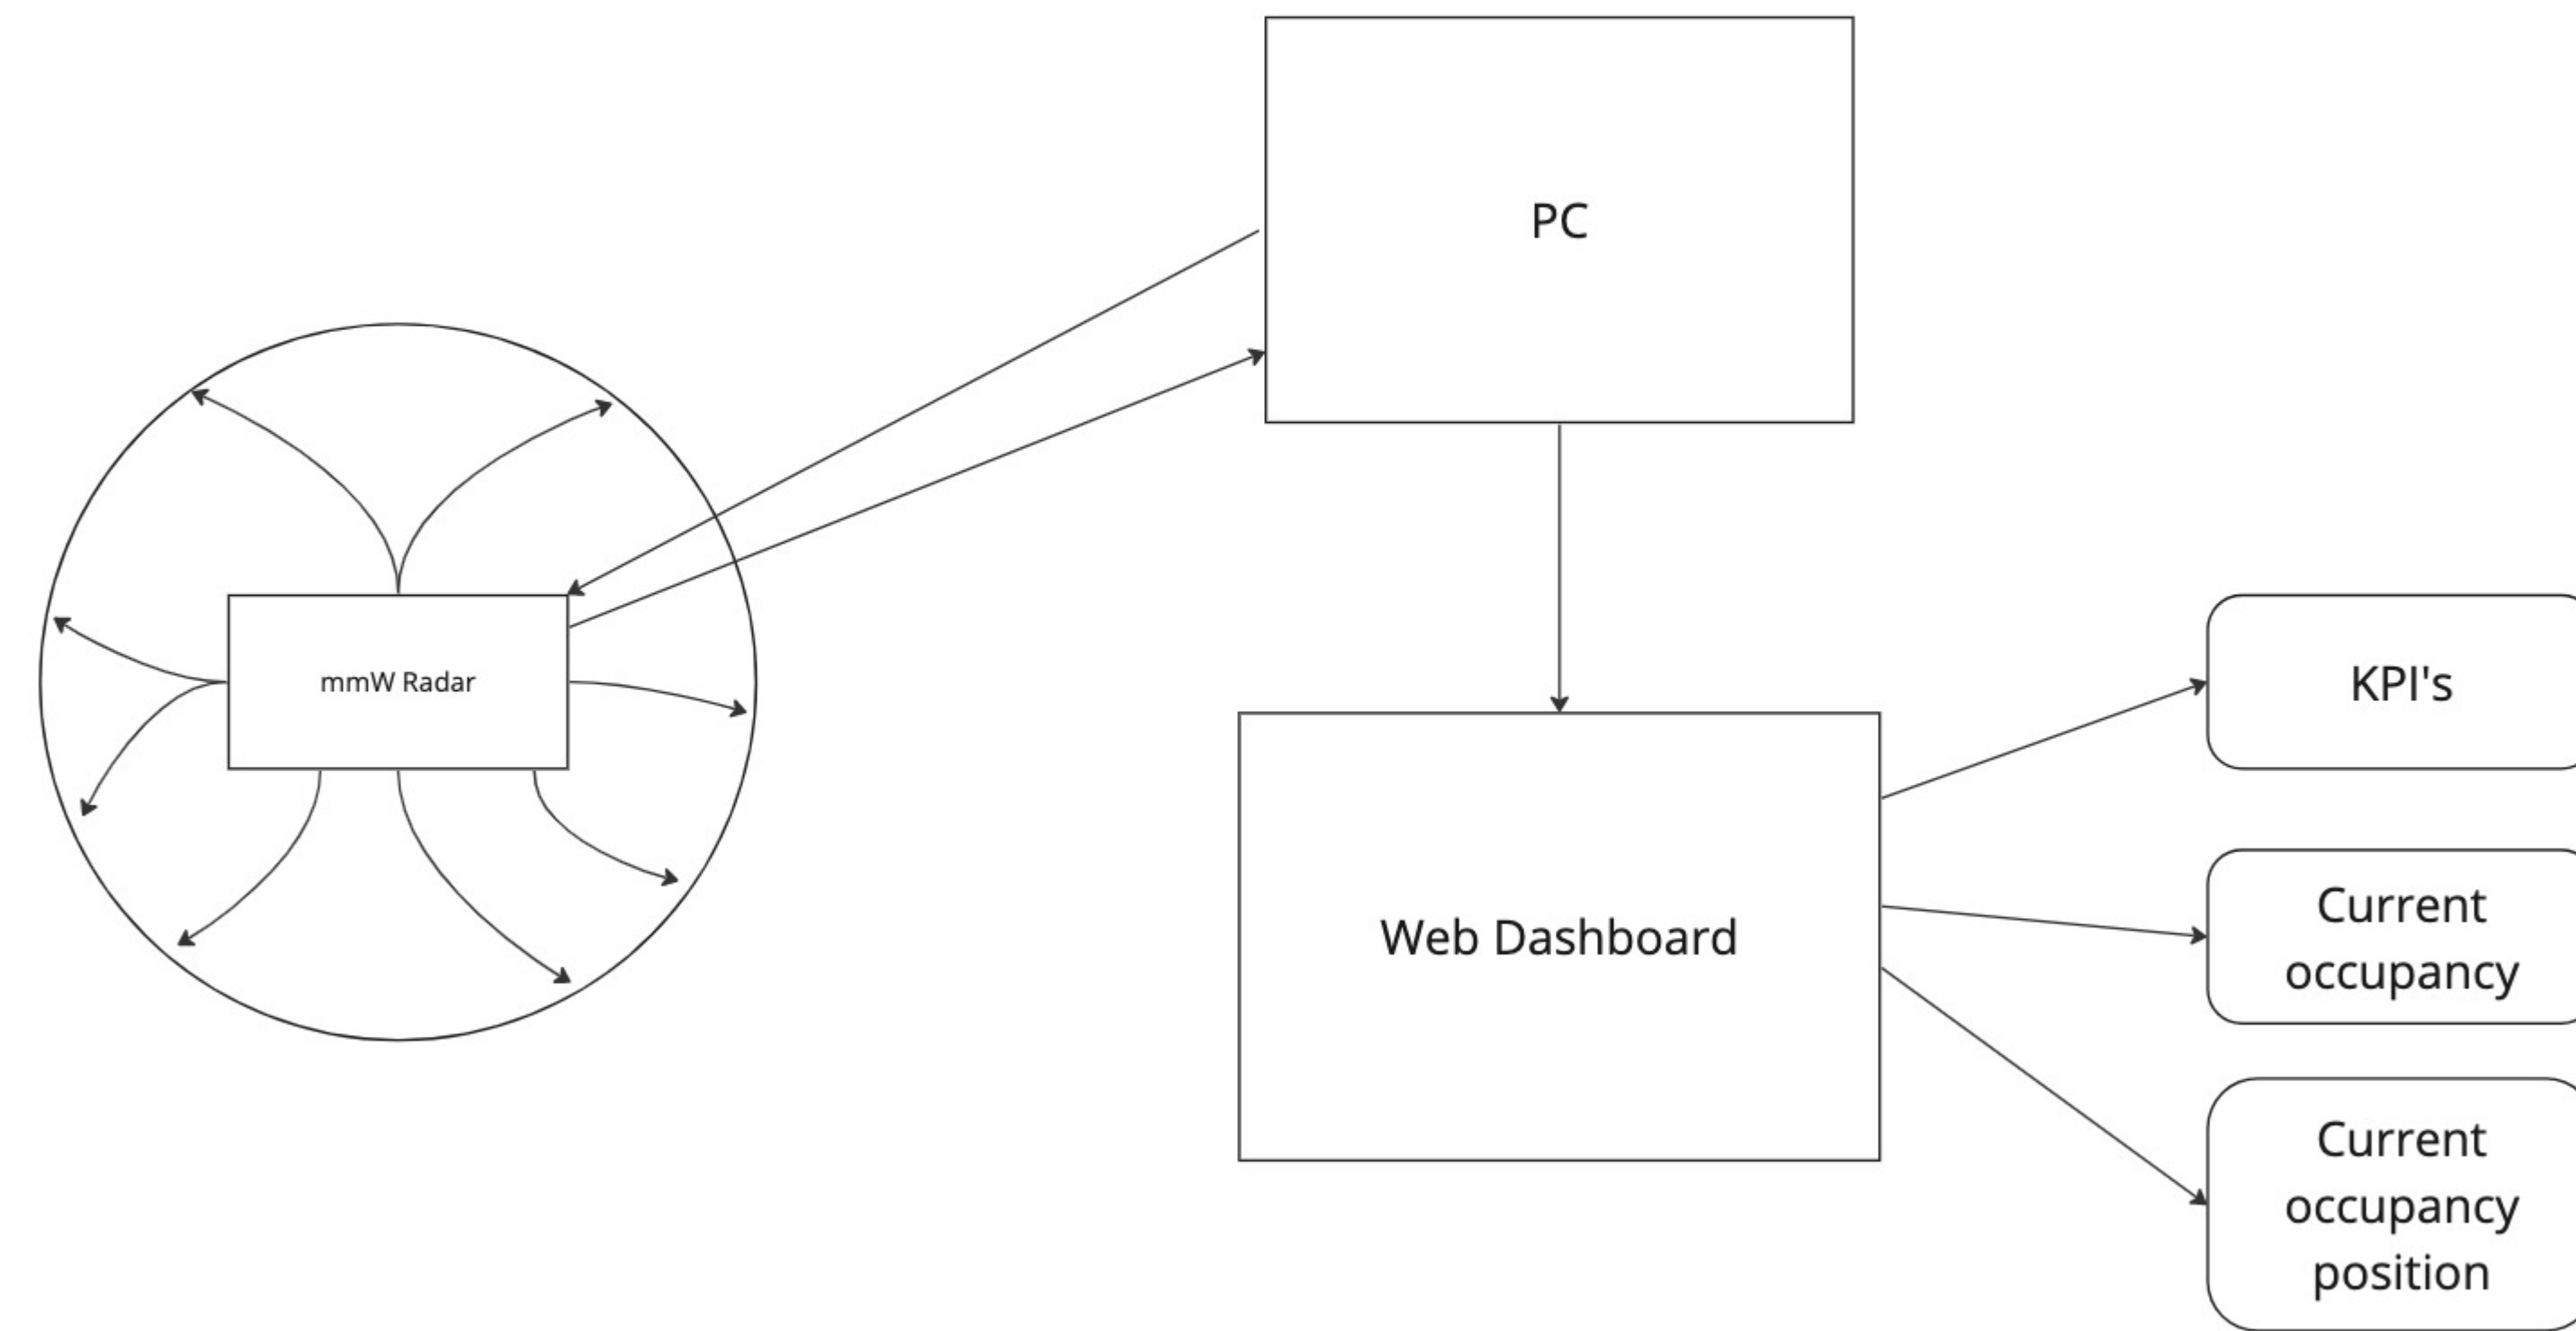 PC
mmW Radar
KPI's
Web Dashboard
Current
occupancy
Current
occupancy
position